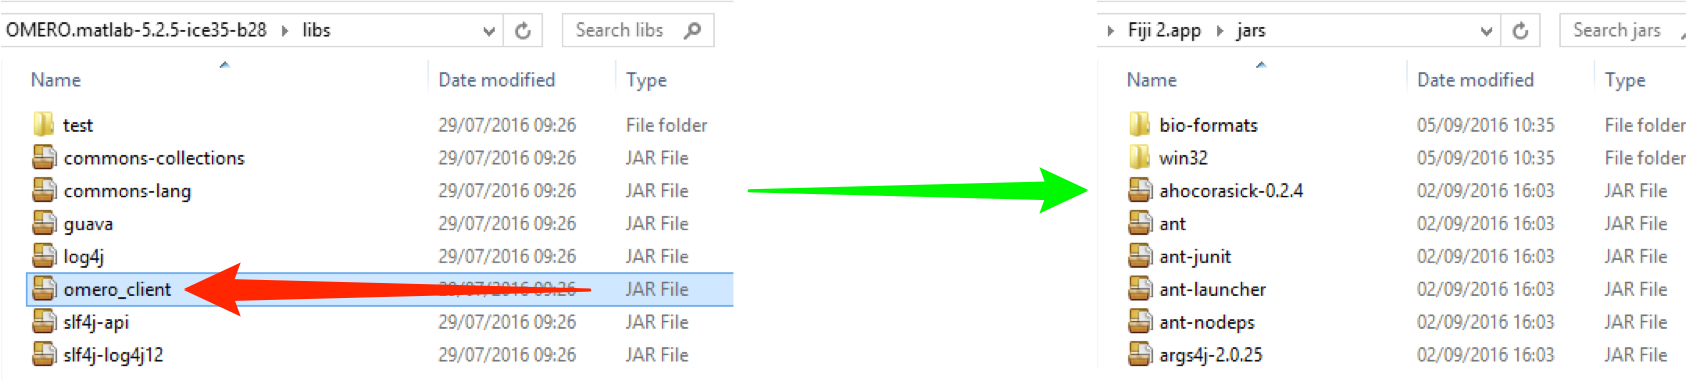 OMERO.matlab-5.2.5-ice35-b28 libs Search libs
Name Date modified Type
test 29/07/2016 09:26 File folder
commons-collections 29/07/2016 09:26 JAR File
commons-lang 29/07/2016 09:26 JAR File
guava 29/07/2016 09:26 JAR File
log4j 29/07/2016 09:26 JAR File
omero_client 29/07/2016 09:26 JAR File
slf4j-api 29/07/2016 09:26 JAR File
slf4j-log4j12 29/07/2016 09:26 JAR File
Fiji 2.app jars Search jars
Name Date modified Type
bio-formats 05/09/2016 10:35 File folder
win32 05/09/2016 10:35 File folder
ahocorasick-0.2.4 02/09/2016 16:03 JAR File
ant 02/09/2016 16:03 JAR File
ant-junit 02/09/2016 16:03 JAR File
ant-launcher 02/09/2016 16:03 JAR File
ant-nodeps 02/09/2016 16:03 JAR File
args4j-2.0.25 02/09/2016 16:03 JAR File